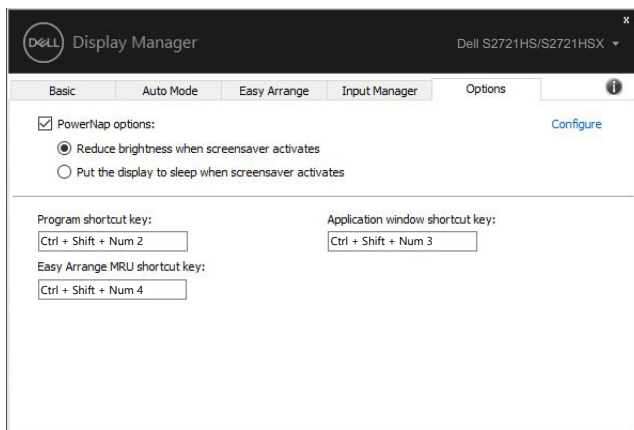 x
DELL Display Manager Dell S2721HS/S2721HSX
Basic Auto Mode Easy Arrange Input Manager Options i
PowerNap options: Configure
Reduce brightness when screensaver activates
Put the display to sleep when screensaver activates
Program shortcut key: Application window shortcut key:
Ctrl + Shift + Num 2 Ctrl + Shift + Num 3
Easy Arrange MRU shortcut key:
Ctrl + Shift + Num 4